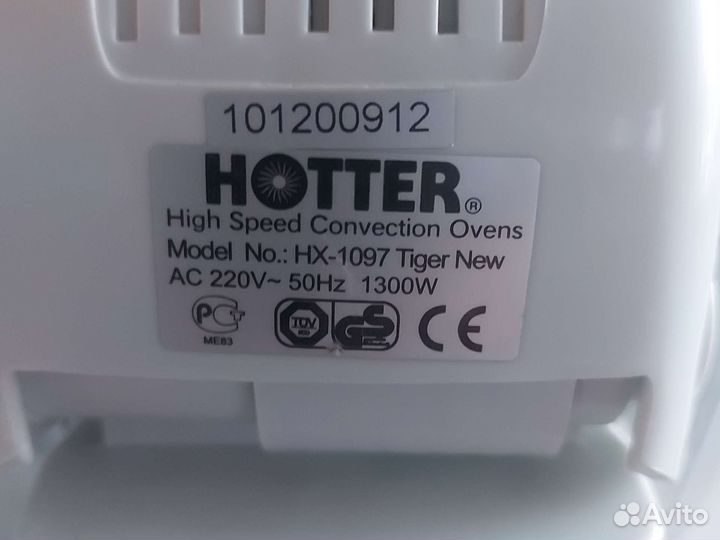 101200912
HOTTER®
High Speed Convection Ovens
Model No.: HX-1097 Tiger New
AC 220V~ 50Hz 1300W
РСТ TÜV GS CE
ME83
Avito